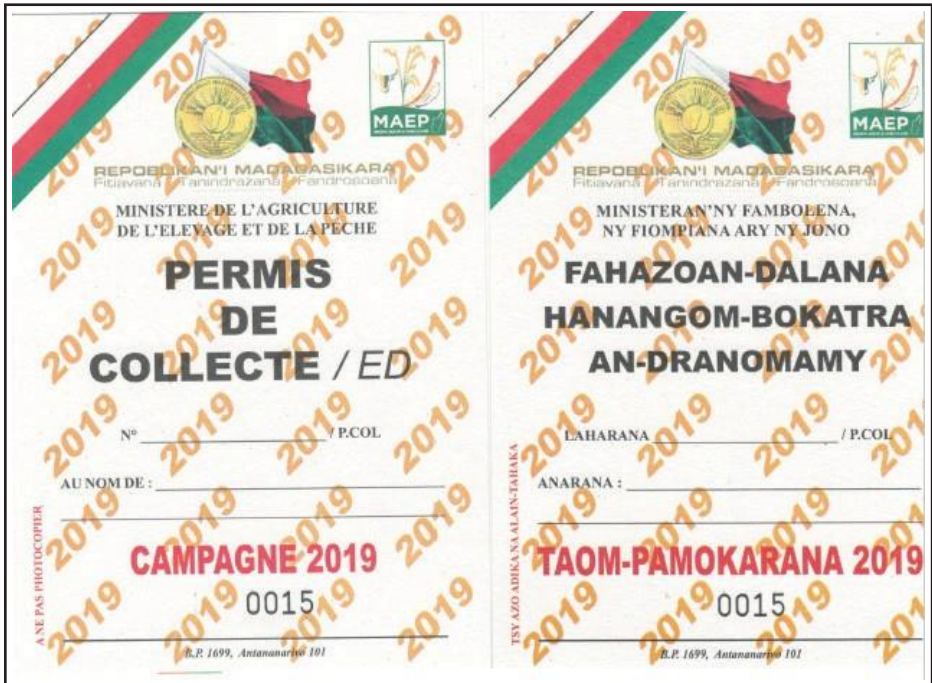 MAEP
REPOBLIKAN'I MADAGASIKARA
Fitiavana Tanindrazana Fandrosoana
MINISTERE DE L'AGRICULTURE
DE L'ELEVAGE ET DE LA PECHE
PERMIS
DE
COLLECTE / ED
N° / P.COL
AU NOM DE :
A NE PAS PHOTOCOPIER
CAMPAGNE 2019
0015
B.P. 1699, Antananarivo 101
MAEP
REPOBLIKAN'I MADAGASIKARA
Fitiavana Tanindrazana Fandrosoana
MINISTERAN'NY FAMBOLENA,
NY FIOMPIANA ARY NY JONO
FAHAZOAN-DALANA
HANANGOM-BOKATRA
AN-DRANOMAMY
LAHARANA / P.COL
ANARANA :
TSY AZO ADIKA NA ALAIN-TAHAKA
TAOM-PAMOKARANA 2019
0015
B.P. 1699, Antananarivo 101
2019